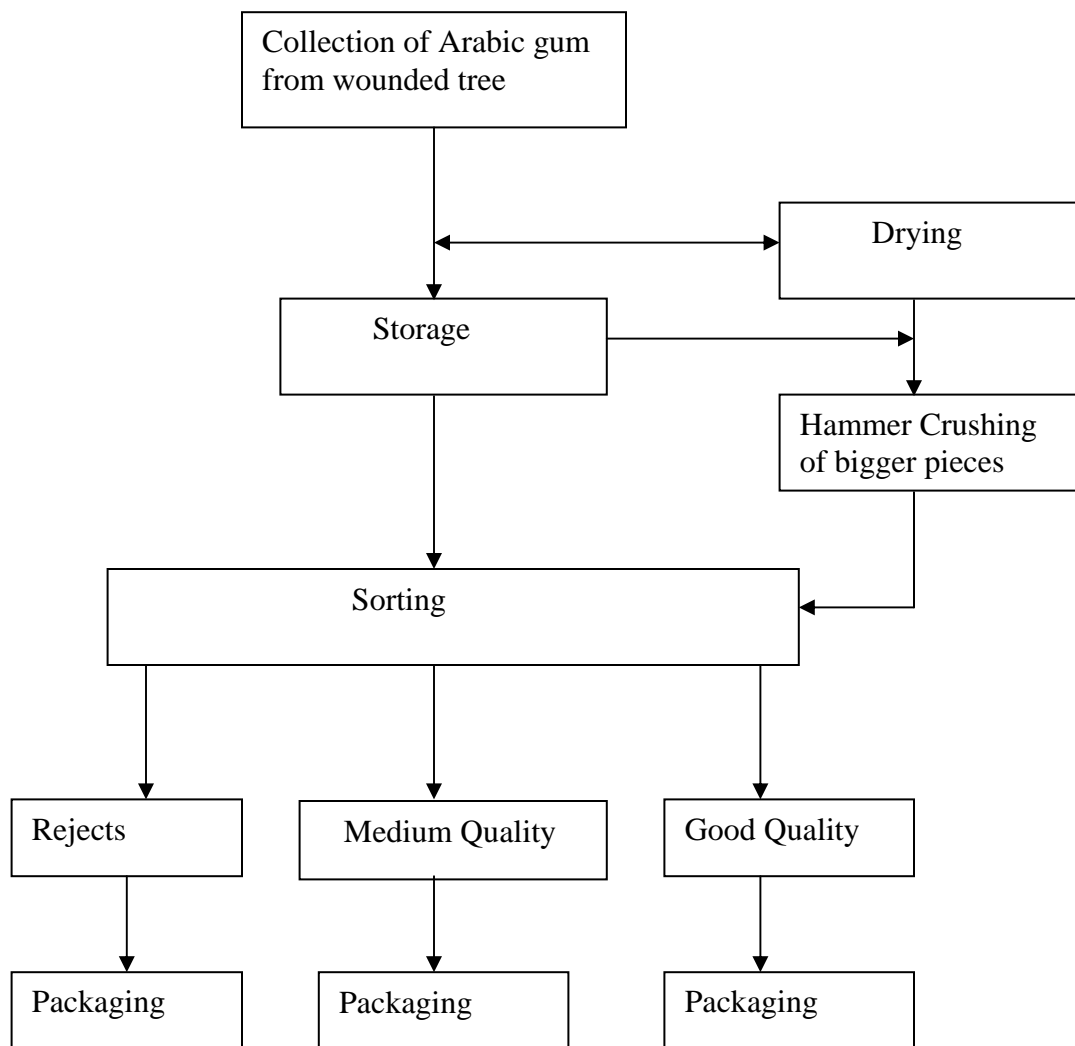 Collection of Arabic gum
from wounded tree
Drying
Storage
Hammer Crushing
of bigger pieces
Sorting
Rejects
Medium Quality
Good Quality
Packaging
Packaging
Packaging